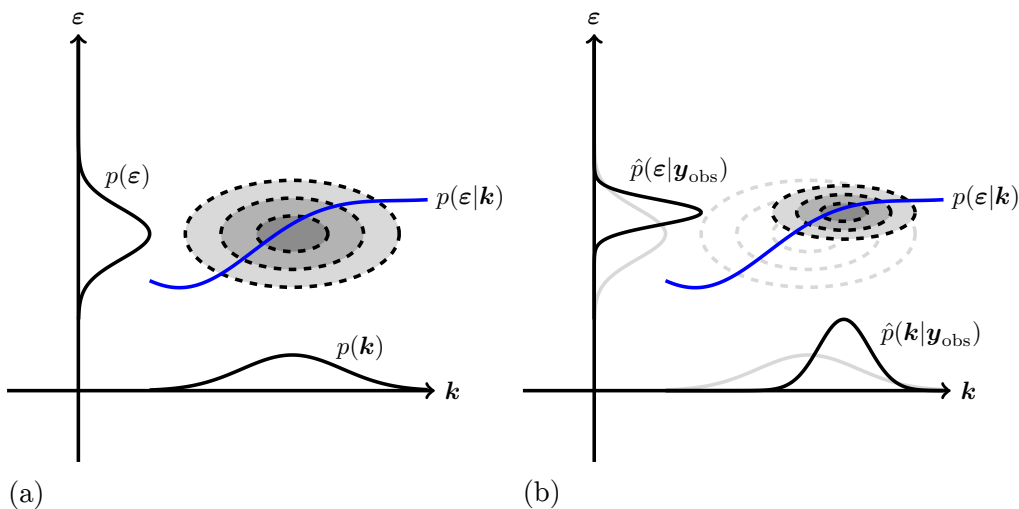 ε
p(ε)
p(ε|k)
p(k)
k
(a)
ε
p̂(ε|y_obs)
p(ε|k)
p̂(k|y_obs)
k
(b)